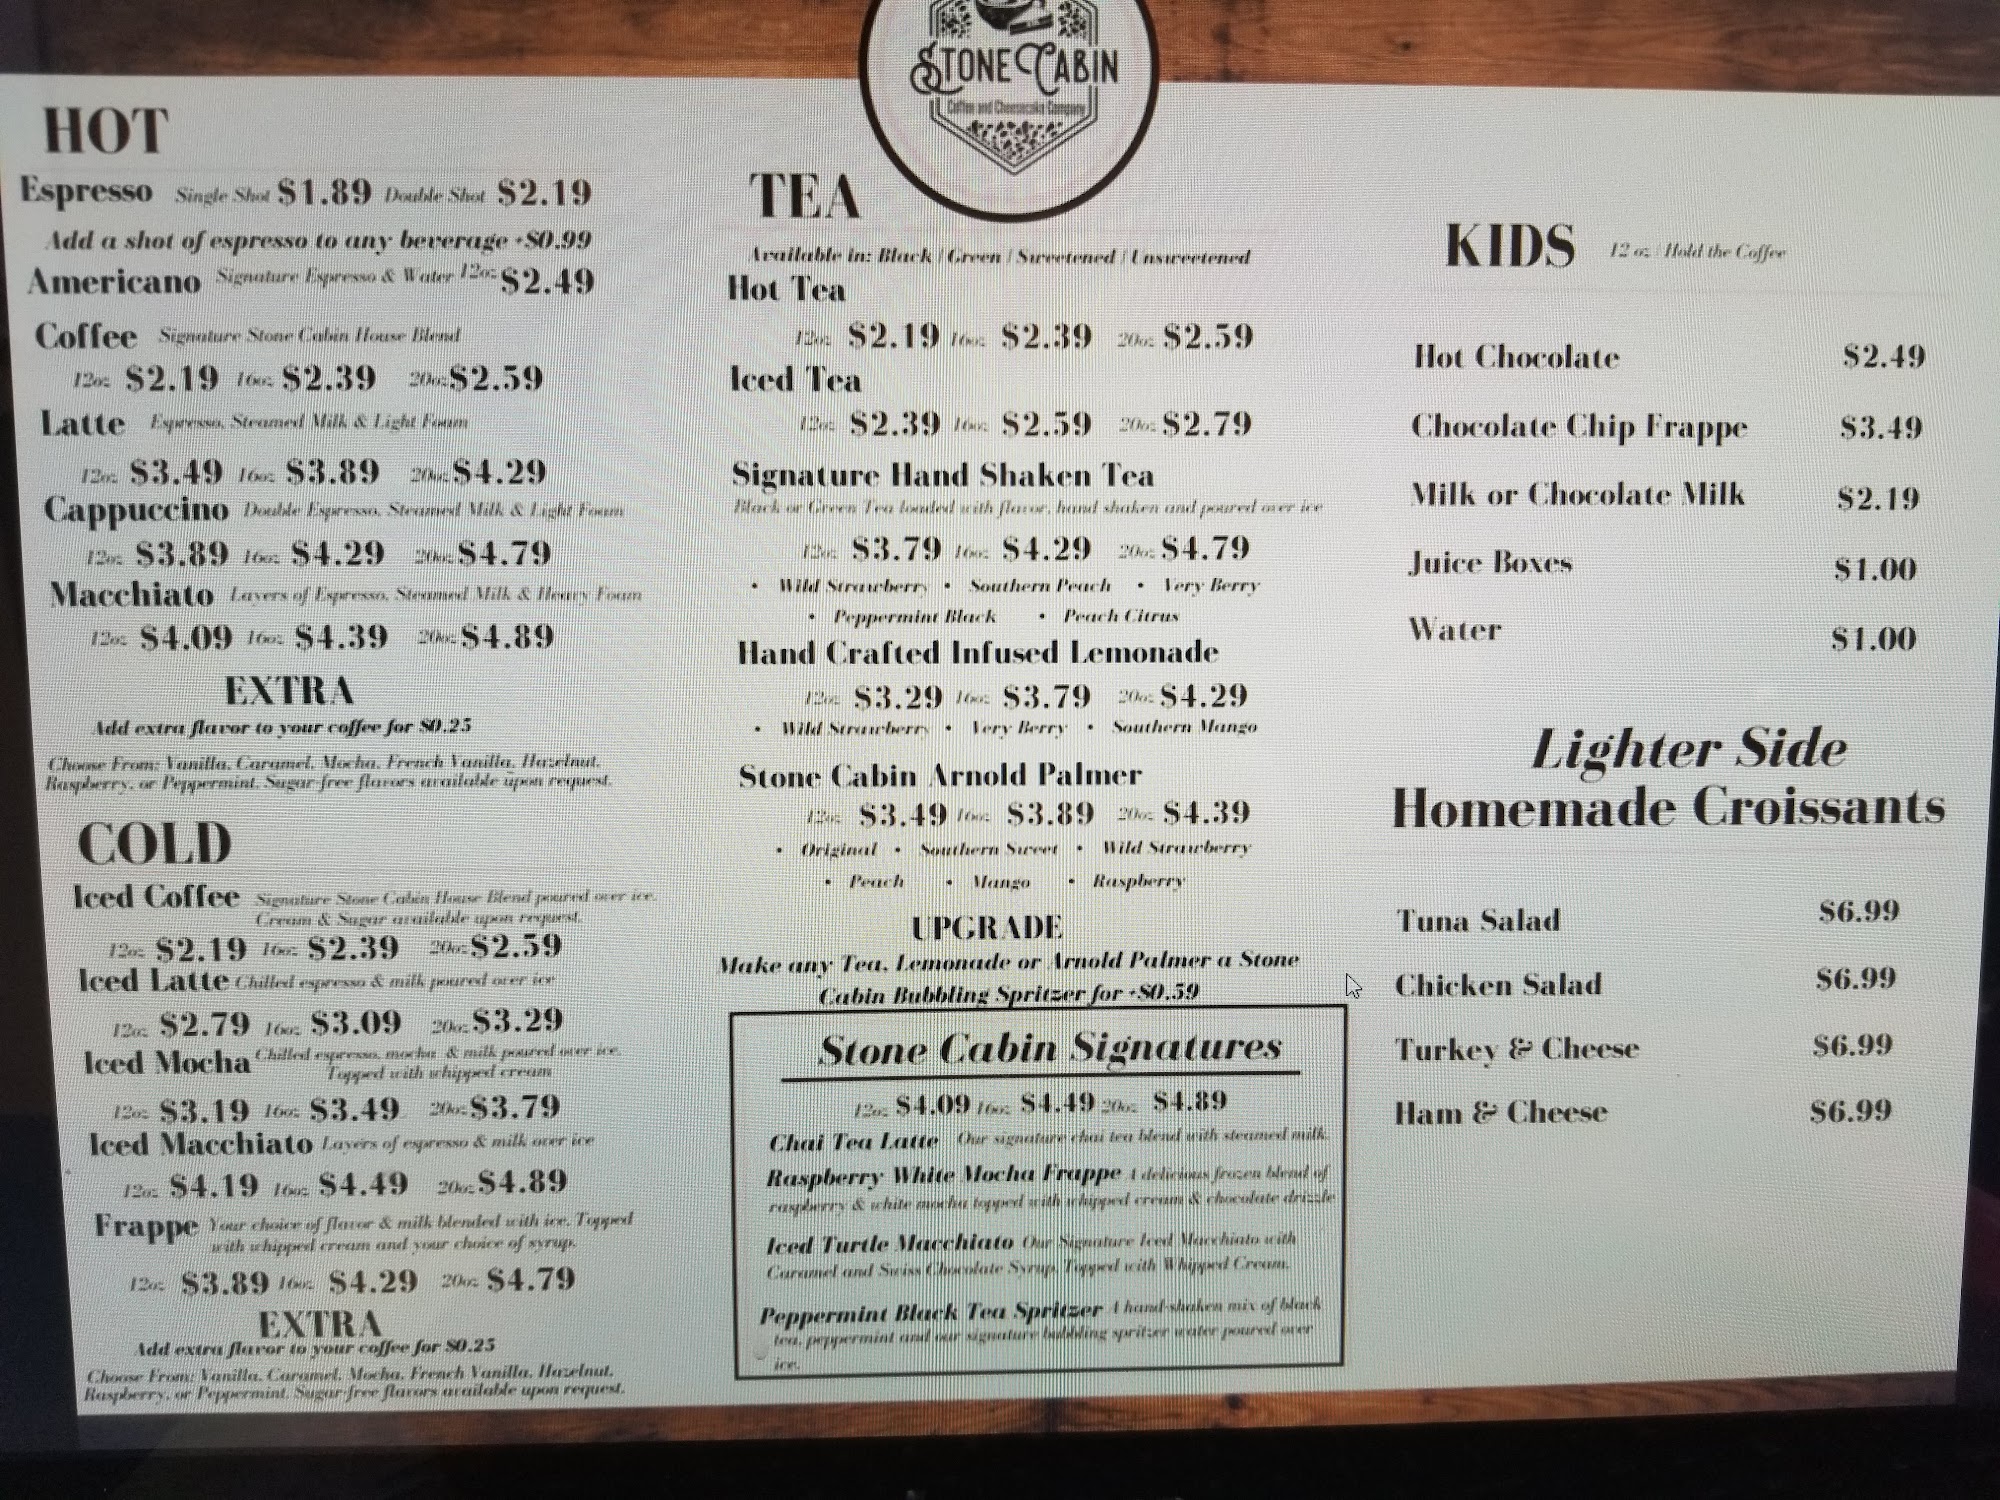 STONE CABIN
Coffee and Cheesecake Company
HOT
Espresso Single Shot $1.89 Double Shot $2.19
Add a shot of espresso to any beverage +$0.99
Americano Signature Espresso & Water 12oz $2.49
Coffee Signature Stone Cabin House Blend
12oz $2.19 16oz $2.39 20oz $2.59
Latte Espresso, Steamed Milk & Light Foam
12oz $3.49 16oz $3.89 20oz $4.29
Cappuccino Double Espresso, Steamed Milk & Light Foam
12oz $3.89 16oz $4.29 20oz $4.79
Macchiato Layers of Espresso, Steamed Milk & Heavy Foam
12oz $4.09 16oz $4.39 20oz $4.89
EXTRA
Add extra flavor to your coffee for $0.25
Choose From: Vanilla, Caramel, Mocha, French Vanilla, Hazelnut,
Raspberry, or Peppermint. Sugar-free flavors available upon request.
COLD
Iced Coffee Signature Stone Cabin House Blend poured over ice.
Cream & Sugar available upon request.
12oz $2.19 16oz $2.39 20oz $2.59
Iced Latte Chilled espresso & milk poured over ice
12oz $2.79 16oz $3.09 20oz $3.29
Iced Mocha Chilled espresso, mocha & milk poured over ice.
Topped with whipped cream
12oz $3.19 16oz $3.49 20oz $3.79
Iced Macchiato Layers of espresso & milk over ice
12oz $4.19 16oz $4.49 20oz $4.89
Frappe Your choice of flavor & milk blended with ice. Topped
with whipped cream and your choice of syrup.
12oz $3.89 16oz $4.29 20oz $4.79
EXTRA
Add extra flavor to your coffee for $0.25
Choose From: Vanilla, Caramel, Mocha, French Vanilla, Hazelnut,
Raspberry, or Peppermint. Sugar-free flavors available upon request.
TEA
Available in: Black / Green / Sweetened / Unsweetened
Hot Tea
12oz $2.19 16oz $2.39 20oz $2.59
Iced Tea
12oz $2.39 16oz $2.59 20oz $2.79
Signature Hand Shaken Tea
Black or Green Tea loaded with flavor, hand shaken and poured over ice
12oz $3.79 16oz $4.29 20oz $4.79
• Wild Strawberry • Southern Peach • Very Berry
• Peppermint Black • Peach Citrus
Hand Crafted Infused Lemonade
12oz $3.29 16oz $3.79 20oz $4.29
• Wild Strawberry • Very Berry • Southern Mango
Stone Cabin Arnold Palmer
12oz $3.49 16oz $3.89 20oz $4.39
• Original • Southern Sweet • Wild Strawberry
• Peach • Mango • Raspberry
UPGRADE
Make any Tea, Lemonade or Arnold Palmer a Stone
Cabin Bubbling Spritzer for +$0.59
Stone Cabin Signatures
12oz $4.09 16oz $4.49 20oz $4.89
Chai Tea Latte Our signature chai tea blend with steamed milk.
Raspberry White Mocha Frappe A delicious frozen blend of
raspberry & white mocha topped with whipped cream & chocolate drizzle
Iced Turtle Macchiato Our Signature Iced Macchiato with
Caramel and Swiss Chocolate Syrup. Topped with Whipped Cream.
Peppermint Black Tea Spritzer A hand-shaken mix of black
tea, peppermint and our signature bubbling spritzer water poured over
ice.
KIDS 12 oz / Hold the Coffee
Hot Chocolate $2.49
Chocolate Chip Frappe $3.49
Milk or Chocolate Milk $2.19
Juice Boxes $1.00
Water $1.00
Lighter Side
Homemade Croissants
Tuna Salad $6.99
Chicken Salad $6.99
Turkey & Cheese $6.99
Ham & Cheese $6.99